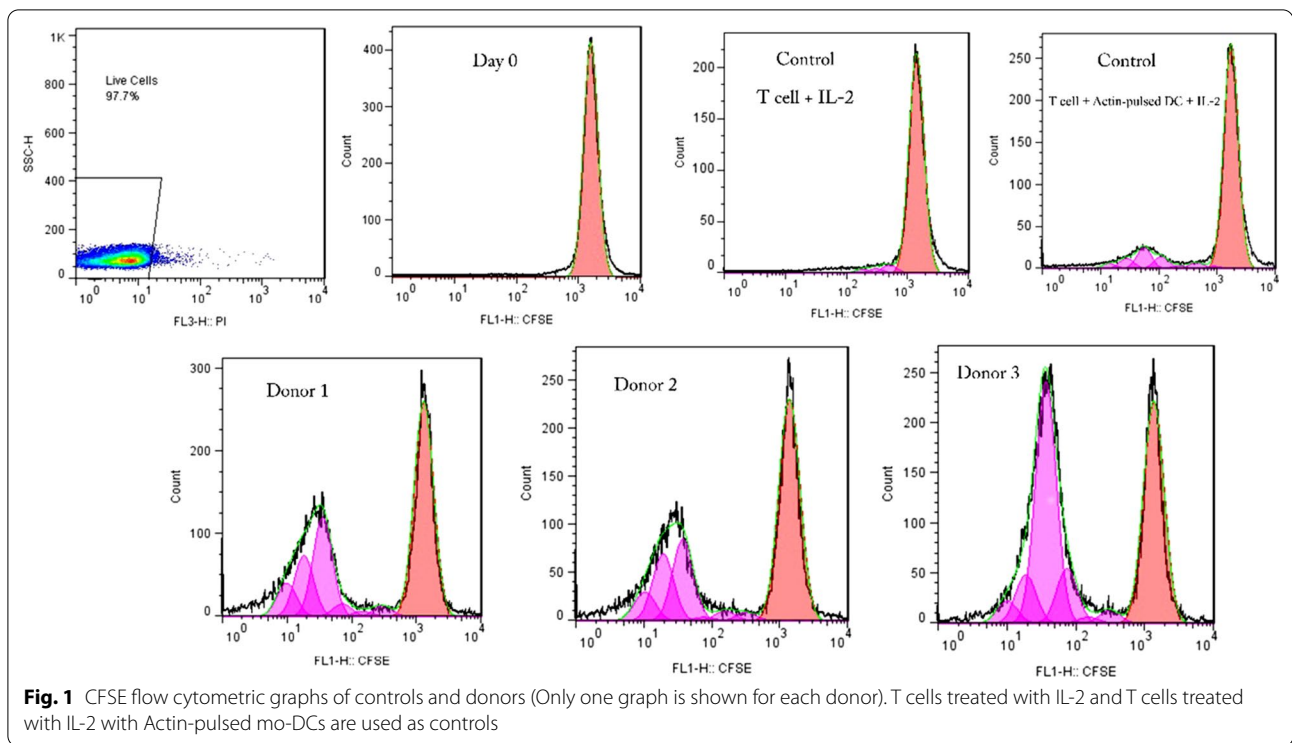 1K
800
600
400
200
0
SSC-H
Live Cells
97.7%
10^0 10^1 10^2 10^3 10^4
FL3-H:: PI
400
300
200
100
0
Count
Day 0
10^0 10^1 10^2 10^3 10^4
FL1-H:: CFSE
200
150
100
50
0
Count
Control
T cell + IL-2
10^0 10^1 10^2 10^3 10^4
FL1-H:: CFSE
250
200
150
100
50
0
Count
Control
T cell + Actin-pulsed DC + IL-2
10^0 10^1 10^2 10^3 10^4
FL1-H:: CFSE
300
200
100
0
Count
Donor 1
10^0 10^1 10^2 10^3 10^4
FL1-H:: CFSE
250
200
150
100
50
0
Count
Donor 2
10^0 10^1 10^2 10^3 10^4
FL1-H:: CFSE
250
200
150
100
50
0
Count
Donor 3
10^0 10^1 10^2 10^3 10^4
FL1-H:: CFSE
Fig. 1 CFSE flow cytometric graphs of controls and donors (Only one graph is shown for each donor). T cells treated with IL-2 and T cells treated
with IL-2 with Actin-pulsed mo-DCs are used as controls